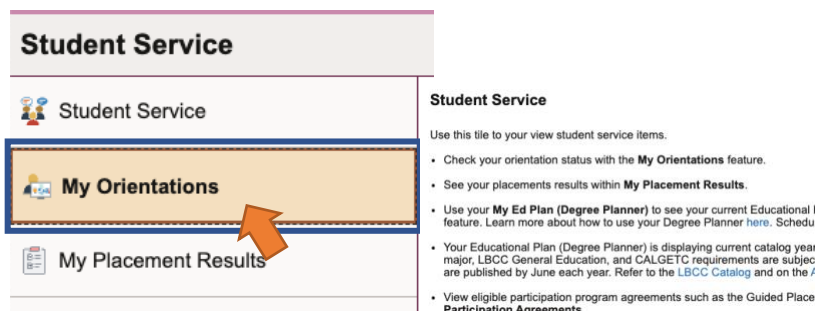 Student Service
Student Service
My Orientations
My Placement Results
Student Service
Use this tile to your view student service items.
• Check your orientation status with the My Orientations feature.
• See your placements results within My Placement Results.
• Use your My Ed Plan (Degree Planner) to see your current Educational
feature. Learn more about how to use your Degree Planner here. Schedu
• Your Educational Plan (Degree Planner) is displaying current catalog year
major, LBCC General Education, and CALGETC requirements are subjec
are published by June each year. Refer to the LBCC Catalog and on the A
• View eligible participation program agreements such as the Guided Place
Participation Agreements.